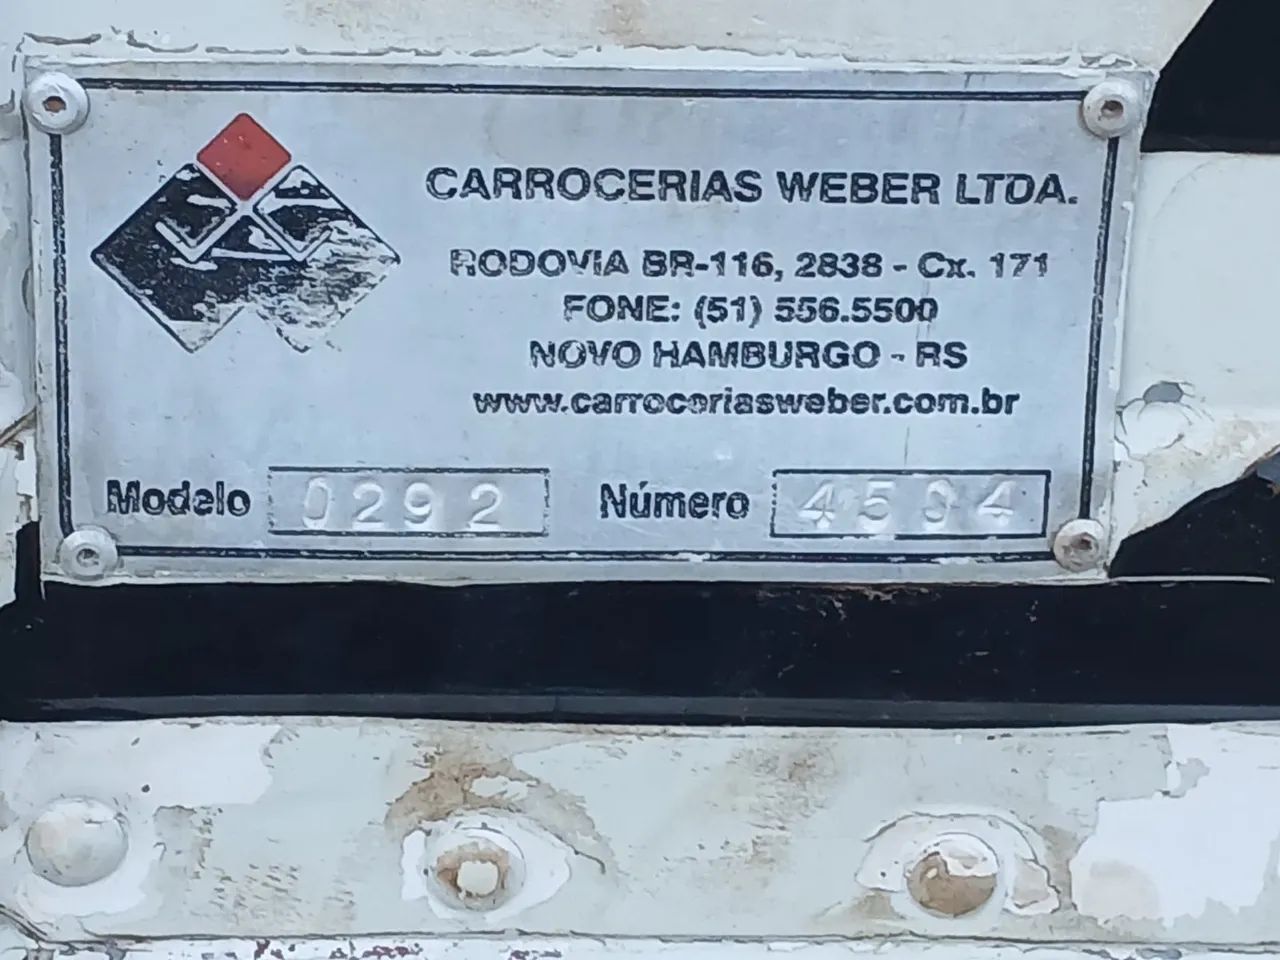 CARROCERIAS WEBER LTDA.
RODOVIA BR-116, 2838 - Cx. 171
FONE: (51) 556.5500
NOVO HAMBURGO - RS
www.carroceriasweber.com.br
Modelo 0292 Número